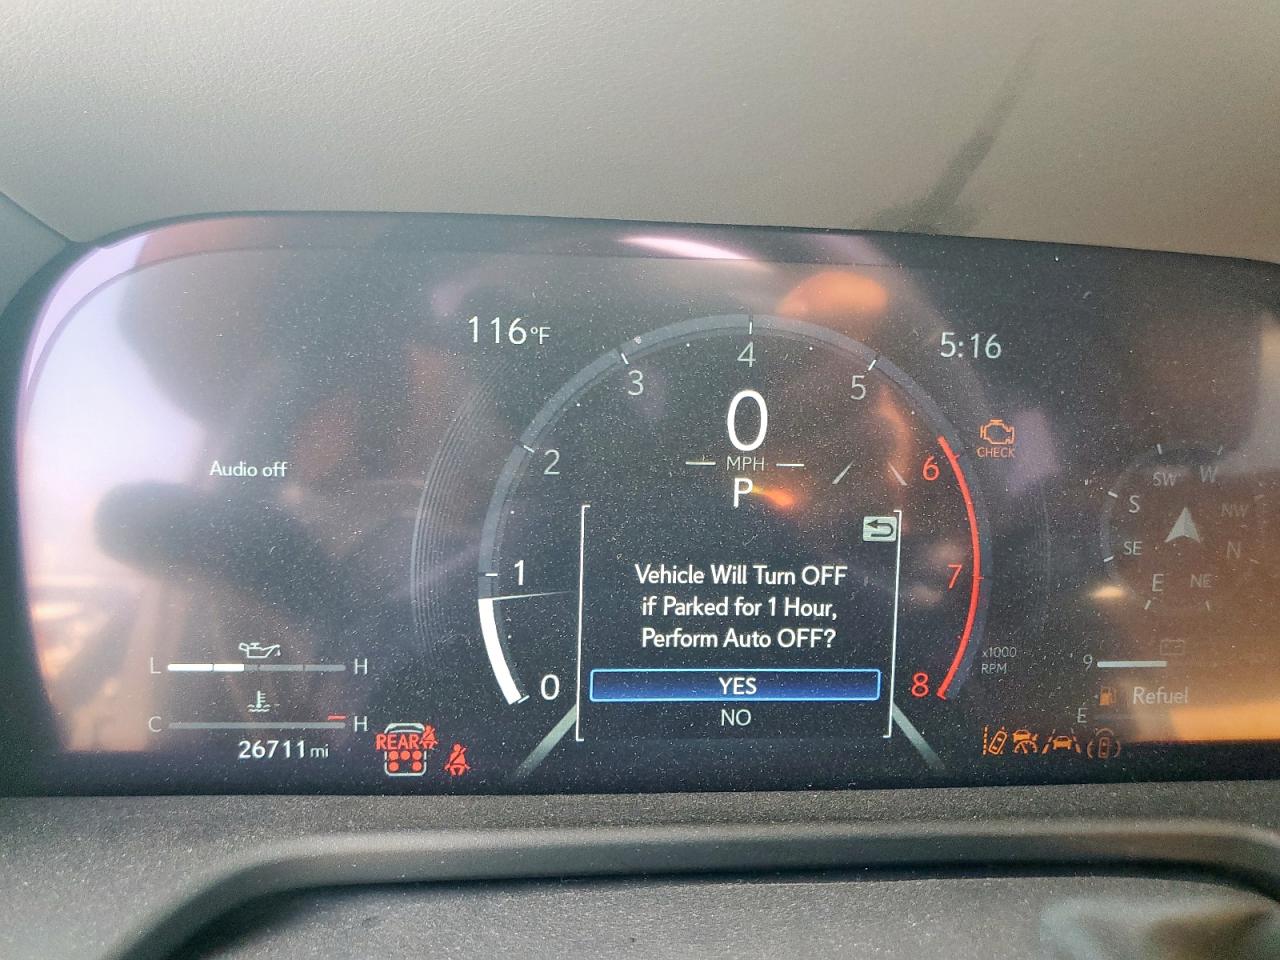 116°F
5:16
0
MPH
P
0
1
2
3
4
5
6
7
8
x1000
RPM
CHECK
Audio off
Vehicle Will Turn OFF
if Parked for 1 Hour,
Perform Auto OFF?
YES
NO
L H
C H
26711 mi
REAR
S SW W NW N NE E SE
9
Refuel
E